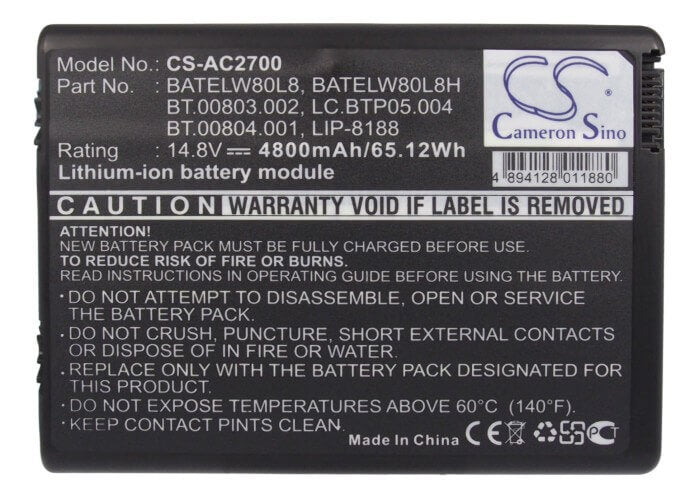 Model No.: CS-AC2700
Part No. : BATELW80L8, BATELW80L8H
BT.00803.002, LC.BTP05.004
BT.00804.001, LIP-8188
Rating : 14.8V 4800mAh/65.12Wh
Lithium-ion battery module
CS
Cameron Sino
4 894128 011880
CAUTION WARRANTY VOID IF LABEL IS REMOVED
ATTENTION!
NEW BATTERY PACK MUST BE FULLY CHARGED BEFORE USE.
TO REDUCE RISK OF FIRE OR BURNS.
READ INSTRUCTIONS IN OPERATING GUIDE BEFORE USING THE BATTERY.
•DO NOT ATTEMPT TO DISASSEMBLE, OPEN OR SERVICE
BATTERY PACK.
•DO NOT CRUSH, PUNCTURE, SHORT EXTERNAL CONTACTS
OR DISPOSED OF IN FIRE OR WATER.
•REPLACE ONLY WITH THE BATTERY PACK DESIGNATED FOR
THIS EQUIPMENT.
•DO NOT EXPOSE TEMPERATURES ABOVE 60°C (140°F).
•KEEP CONTACT PINTS CLEAN.
Made In China CE PCT